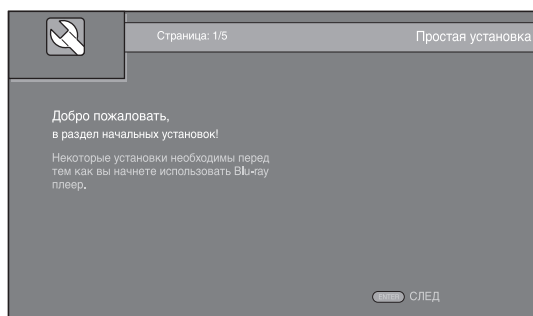 Страница: 1/5
Простая установка
Добро пожаловать,
в раздел начальных установок!
Некоторые установки необходимы перед
тем как вы начнете использовать Blu-ray
плеер.
ENTER СЛЕД